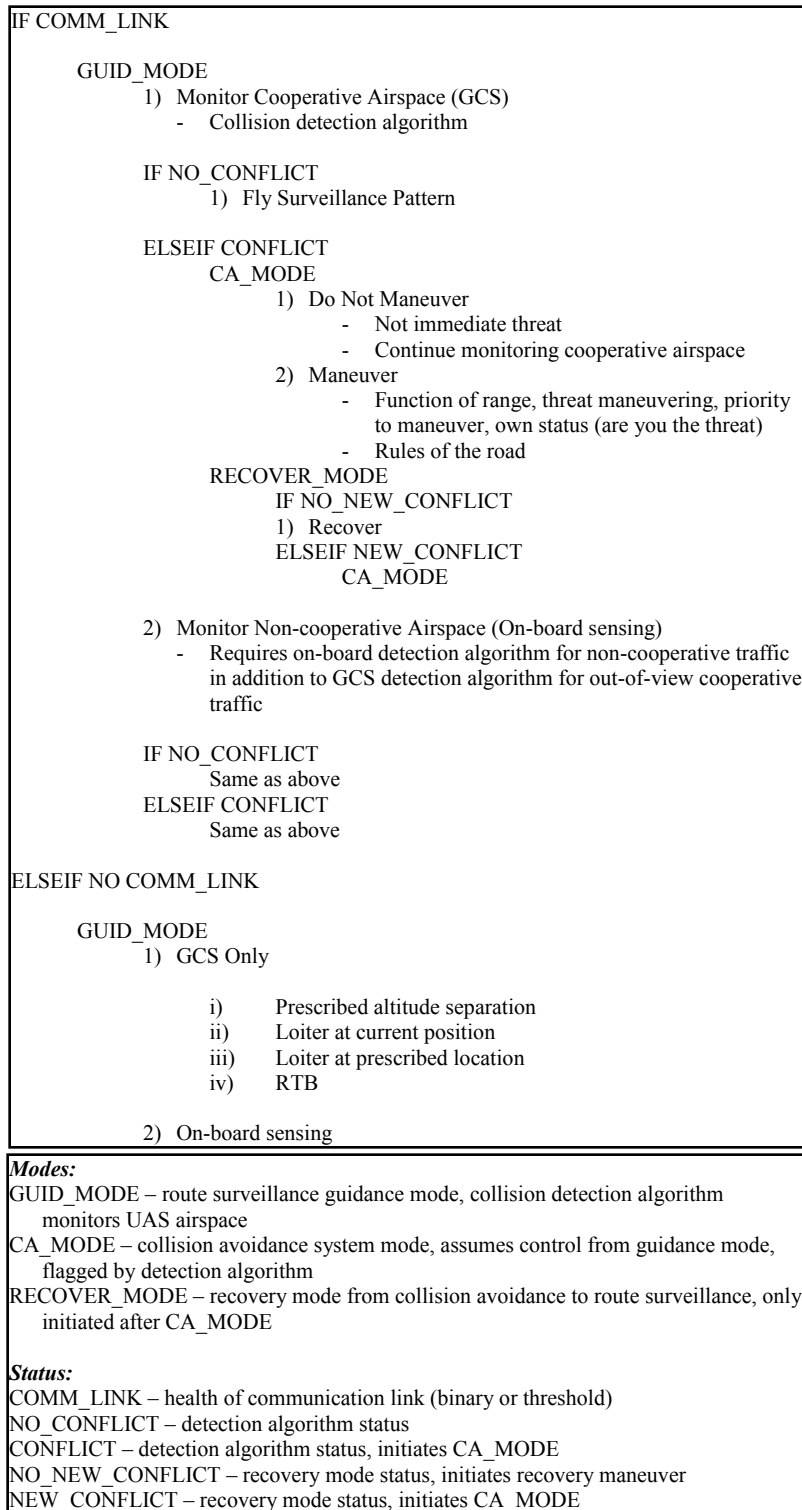 IF COMM_LINK
GUID_MODE
1) Monitor Cooperative Airspace (GCS)
- Collision detection algorithm
IF NO_CONFLICT
1) Fly Surveillance Pattern
ELSEIF CONFLICT
CA_MODE
1) Do Not Maneuver
- Not immediate threat
- Continue monitoring cooperative airspace
2) Maneuver
- Function of range, threat maneuvering, priority
to maneuver, own status (are you the threat)
- Rules of the road
RECOVER_MODE
IF NO_NEW_CONFLICT
1) Recover
ELSEIF NEW_CONFLICT
CA_MODE
2) Monitor Non-cooperative Airspace (On-board sensing)
- Requires on-board detection algorithm for non-cooperative traffic
in addition to GCS detection algorithm for out-of-view cooperative
traffic
IF NO_CONFLICT
Same as above
ELSEIF CONFLICT
Same as above
ELSEIF NO COMM_LINK
GUID_MODE
1) GCS Only
i) Prescribed altitude separation
ii) Loiter at current position
iii) Loiter at prescribed location
iv) RTB
2) On-board sensing
Modes:
GUID_MODE – route surveillance guidance mode, collision detection algorithm
monitors UAS airspace
CA_MODE – collision avoidance system mode, assumes control from guidance mode,
flagged by detection algorithm
RECOVER_MODE – recovery mode from collision avoidance to route surveillance, only
initiated after CA_MODE
Status:
COMM_LINK – health of communication link (binary or threshold)
NO_CONFLICT – detection algorithm status
CONFLICT – detection algorithm status, initiates CA_MODE
NO_NEW_CONFLICT – recovery mode status, initiates recovery maneuver
NEW_CONFLICT – recovery mode status, initiates CA_MODE